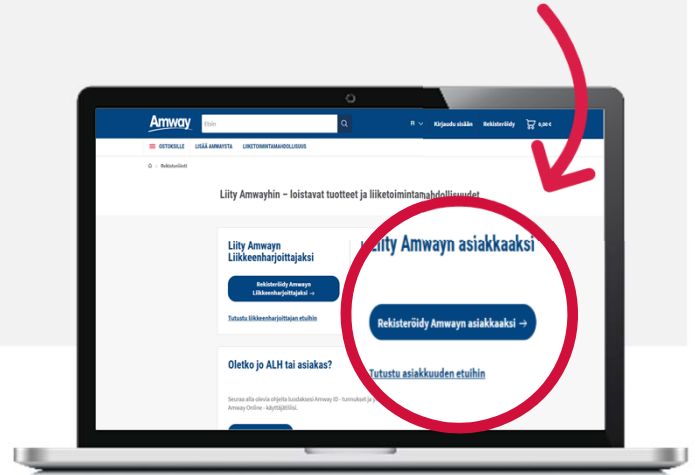 Amway
Etsin
FI
Kirjaudu sisään
Rekisteröidy
0,00 €
OSTOKSILLE
LISÄÄ AMWAYSTA
LIIKETOIMINTAMAHDOLLISUUS
Rekisteröinti
Liity Amwayhin – loistavat tuotteet ja liiketoimintamahdollisuudet
Liity Amwayn
Liikkeenharjoittajaksi
Rekisteröidy Amwayn
Liikkeenharjoittajaksi →
Tutustu liikkeenharjoittajan etuihin
Liity Amwayn asiakkaaksi
Rekisteröidy Amwayn asiakkaaksi →
Tutustu asiakkuuden etuihin
Oletko jo ALH tai asiakas?
Seuraa alla olevia ohjeita luodaksesi Amway ID - tunnukset ja
Amway Online - käyttäjätilisi.